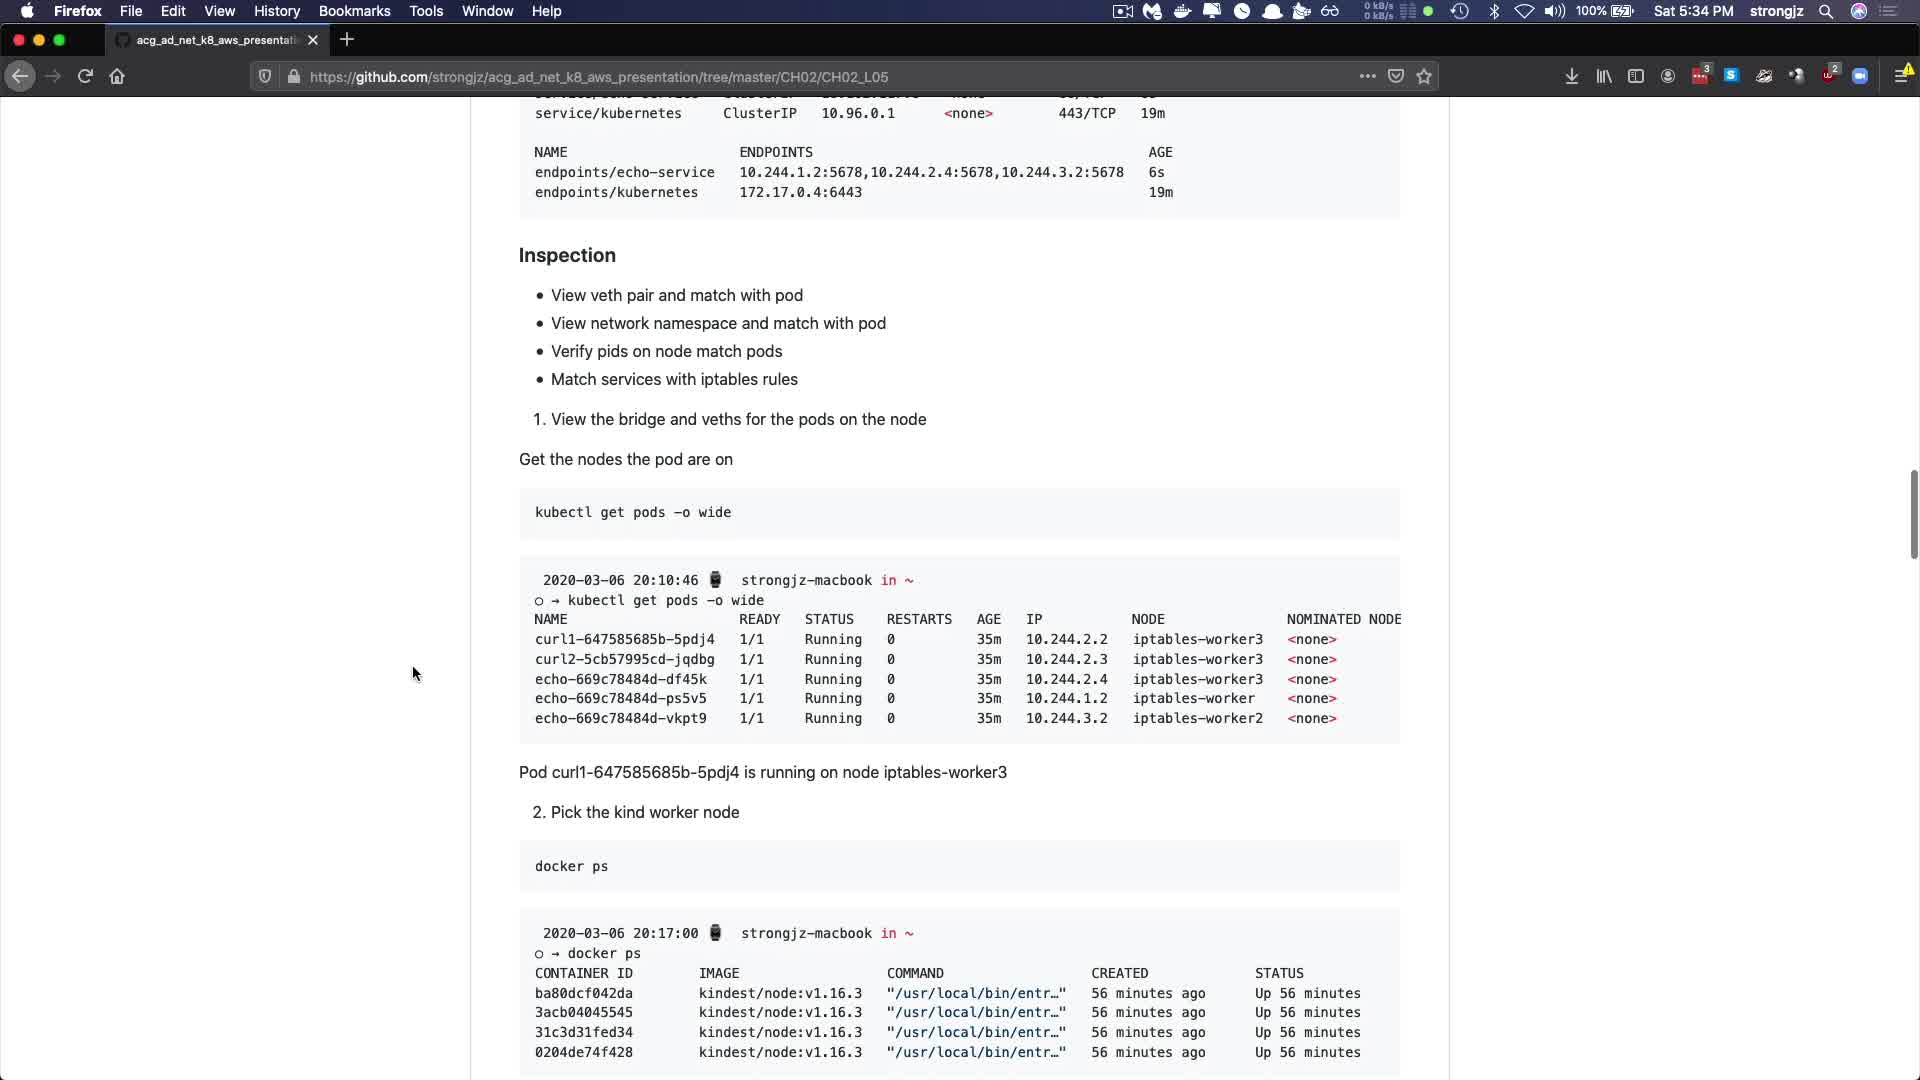 Firefox File Edit View History Bookmarks Tools Window Help 0 kB/s 0 kB/s 100% Sat 5:34 PM strongjz
acg_ad_net_k8_aws_presentati
https://github.com/strongjz/acg_ad_net_k8_aws_presentation/tree/master/CH02/CH02_L05 3 2
service/kubernetes ClusterIP 10.96.0.1 <none> 443/TCP 19m
NAME ENDPOINTS AGE
endpoints/echo-service 10.244.1.2:5678,10.244.2.4:5678,10.244.3.2:5678 6s
endpoints/kubernetes 172.17.0.4:6443 19m
Inspection
• View veth pair and match with pod
• View network namespace and match with pod
• Verify pids on node match pods
• Match services with iptables rules
1. View the bridge and veths for the pods on the node
Get the nodes the pod are on
kubectl get pods -o wide
2020-03-06 20:10:46 ⌚ strongjz-macbook in ~
○ → kubectl get pods -o wide
NAME READY STATUS RESTARTS AGE IP NODE NOMINATED NODE
curl1-647585685b-5pdj4 1/1 Running 0 35m 10.244.2.2 iptables-worker3 <none>
curl2-5cb57995cd-jqdbg 1/1 Running 0 35m 10.244.2.3 iptables-worker3 <none>
echo-669c78484d-df45k 1/1 Running 0 35m 10.244.2.4 iptables-worker3 <none>
echo-669c78484d-ps5v5 1/1 Running 0 35m 10.244.1.2 iptables-worker <none>
echo-669c78484d-vkpt9 1/1 Running 0 35m 10.244.3.2 iptables-worker2 <none>
Pod curl1-647585685b-5pdj4 is running on node iptables-worker3
2. Pick the kind worker node
docker ps
2020-03-06 20:17:00 ⌚ strongjz-macbook in ~
○ → docker ps
CONTAINER ID IMAGE COMMAND CREATED STATUS
ba80dcf042da kindest/node:v1.16.3 "/usr/local/bin/entr…" 56 minutes ago Up 56 minutes
3acb04045545 kindest/node:v1.16.3 "/usr/local/bin/entr…" 56 minutes ago Up 56 minutes
31c3d31fed34 kindest/node:v1.16.3 "/usr/local/bin/entr…" 56 minutes ago Up 56 minutes
0204de74f428 kindest/node:v1.16.3 "/usr/local/bin/entr…" 56 minutes ago Up 56 minutes